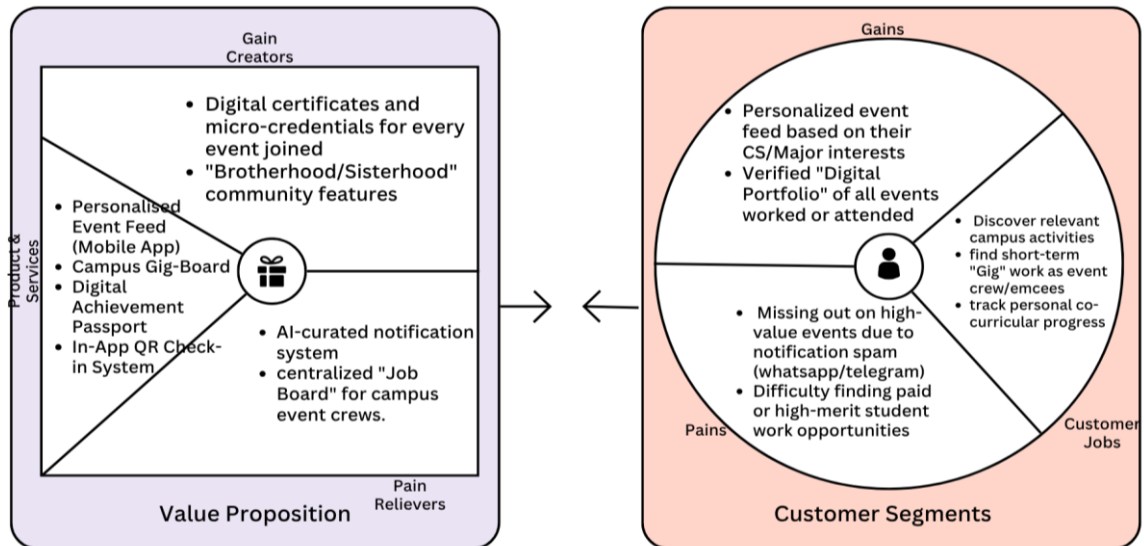 Gain
Creators
• Digital certificates and
micro-credentials for every
event joined
• "Brotherhood/Sisterhood"
community features
Product &
Services
• Personalised
Event Feed
(Mobile App)
• Campus Gig-Board
• Digital
Achievement
Passport
• In-App QR Check-
in System
• AI-curated notification
system
• centralized "Job
Board" for campus
event crews.
Pain
Relievers
Value Proposition
Gains
• Personalized event
feed based on their
CS/Major interests
• Verified "Digital
Portfolio" of all events
worked or attended
• Discover relevant
campus activities
• find short-term
"Gig" work as event
crew/emcees
• track personal co-
curricular progress
• Missing out on high-
value events due to
notification spam
(whatsapp/telegram)
• Difficulty finding paid
or high-merit student
work opportunities
Pains
Customer
Jobs
Customer Segments